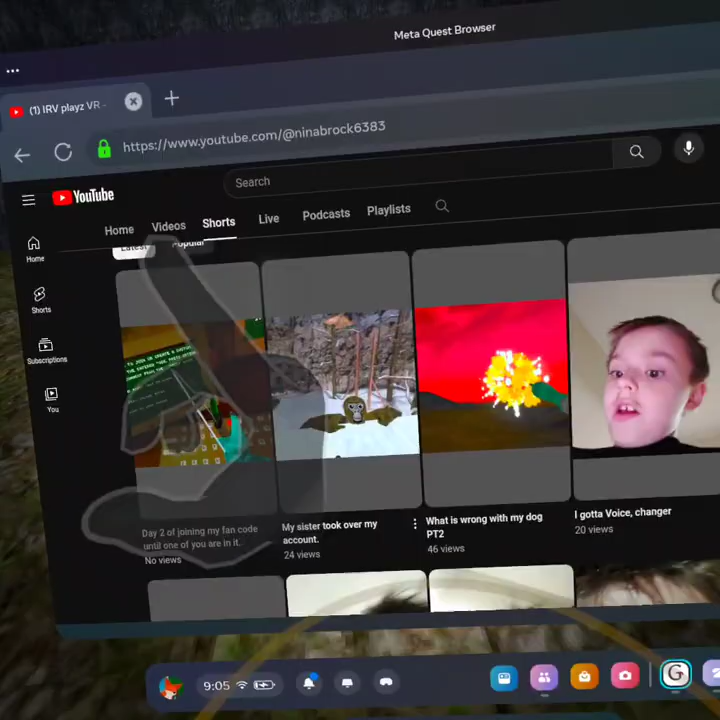 Meta Quest Browser
(1) IRV playz VR -
https://www.youtube.com/@ninabrock6383
YouTube
Search
Home
Videos
Shorts
Live
Podcasts
Playlists
Latest
Popular
Home
Shorts
Subscriptions
You
Day 2 of joining my fan code
until one of you are in it.
No views
My sister took over my
account.
24 views
What is wrong with my dog
PT2
46 views
I gotta Voice, changer
20 views
9:05
G